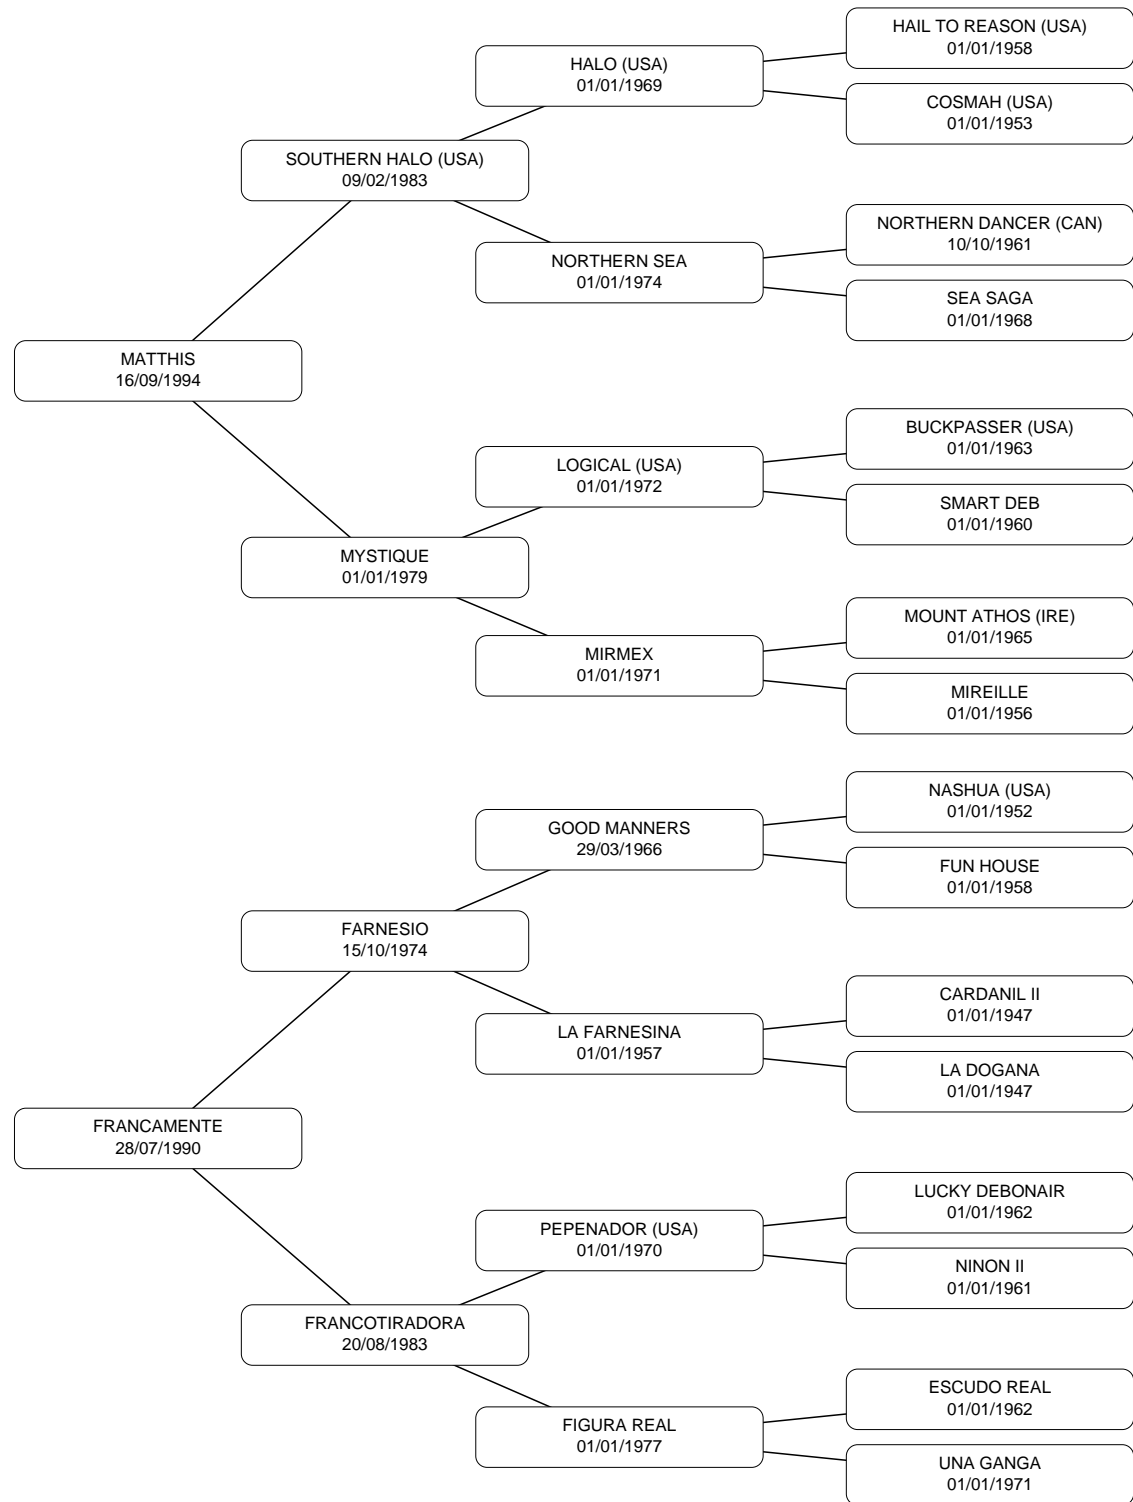 HAIL TO REASON (USA)
01/01/1958
HALO (USA)
01/01/1969
COSMAH (USA)
01/01/1953
SOUTHERN HALO (USA)
09/02/1983
NORTHERN DANCER (CAN)
10/10/1961
NORTHERN SEA
01/01/1974
SEA SAGA
01/01/1968
MATTHIS
16/09/1994
BUCKPASSER (USA)
01/01/1963
LOGICAL (USA)
01/01/1972
SMART DEB
01/01/1960
MYSTIQUE
01/01/1979
MOUNT ATHOS (IRE)
01/01/1965
MIRMEX
01/01/1971
MIREILLE
01/01/1956
NASHUA (USA)
01/01/1952
GOOD MANNERS
29/03/1966
FUN HOUSE
01/01/1958
FARNESIO
15/10/1974
CARDANIL II
01/01/1947
LA FARNESINA
01/01/1957
LA DOGANA
01/01/1947
FRANCAMENTE
28/07/1990
LUCKY DEBONAIR
01/01/1962
PEPENADOR (USA)
01/01/1970
NINON II
01/01/1961
FRANCOTIRADORA
20/08/1983
ESCUDO REAL
01/01/1962
FIGURA REAL
01/01/1977
UNA GANGA
01/01/1971